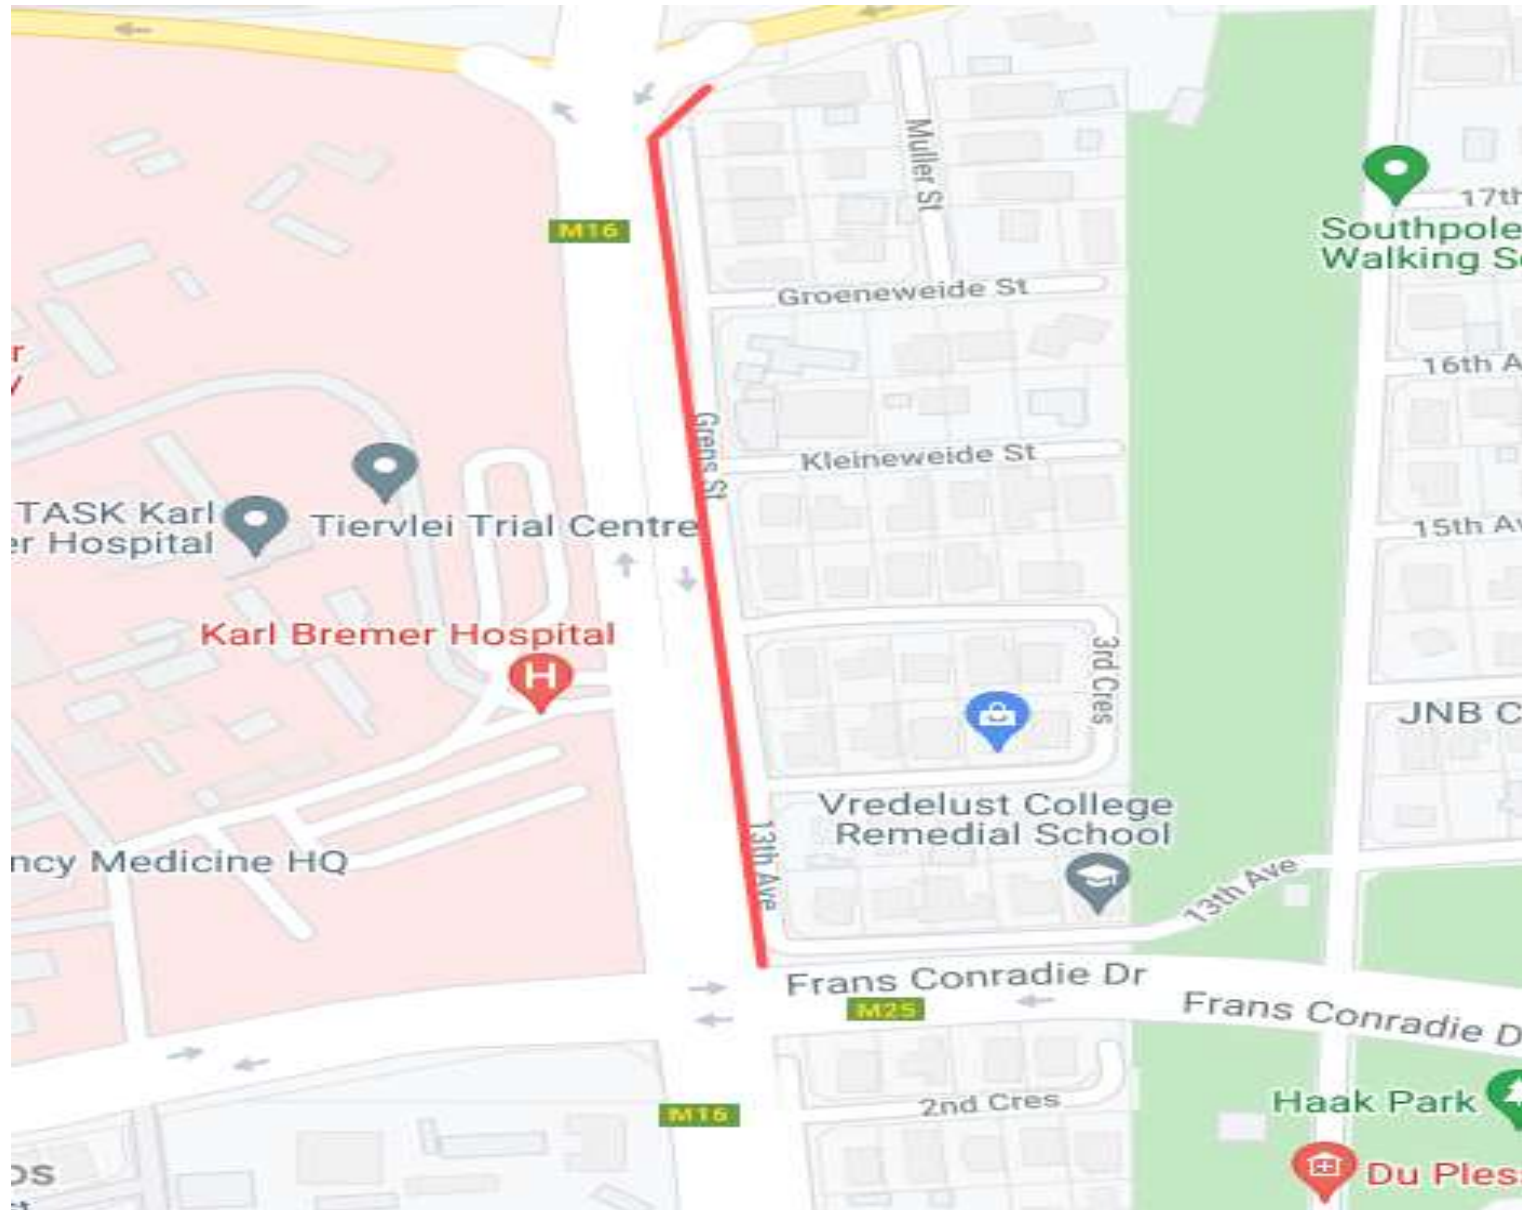 Muller St
M16
17th
Southpole
Walking S
Groeneweide St
r
y
16th A
Grens St
Kleineweide St
TASK Karl
er Hospital
Tiervlei Trial Centre
15th Av
Karl Bremer Hospital
H
3rd Cres
JNB C
Vredelust College
Remedial School
13th Ave
ncy Medicine HQ
13th Ave
Frans Conradie Dr
M25
Frans Conradie D
2nd Cres
M16
Haak Park
os
Du Pless